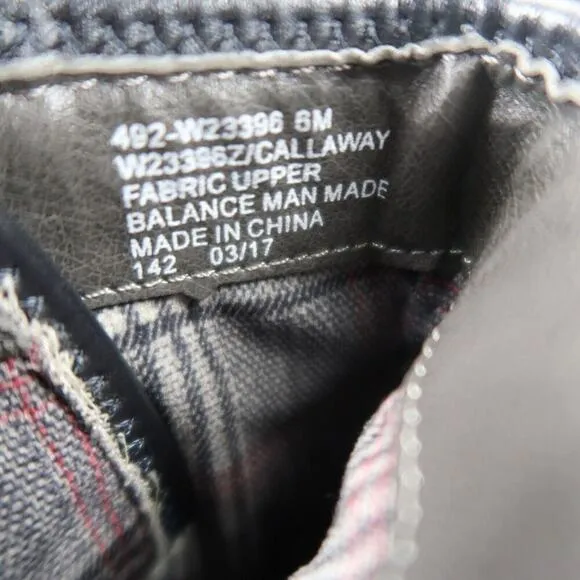 492-W23396 6M
W23396Z/CALLAWAY
FABRIC UPPER
BALANCE MAN MADE
MADE IN CHINA
142 03/17